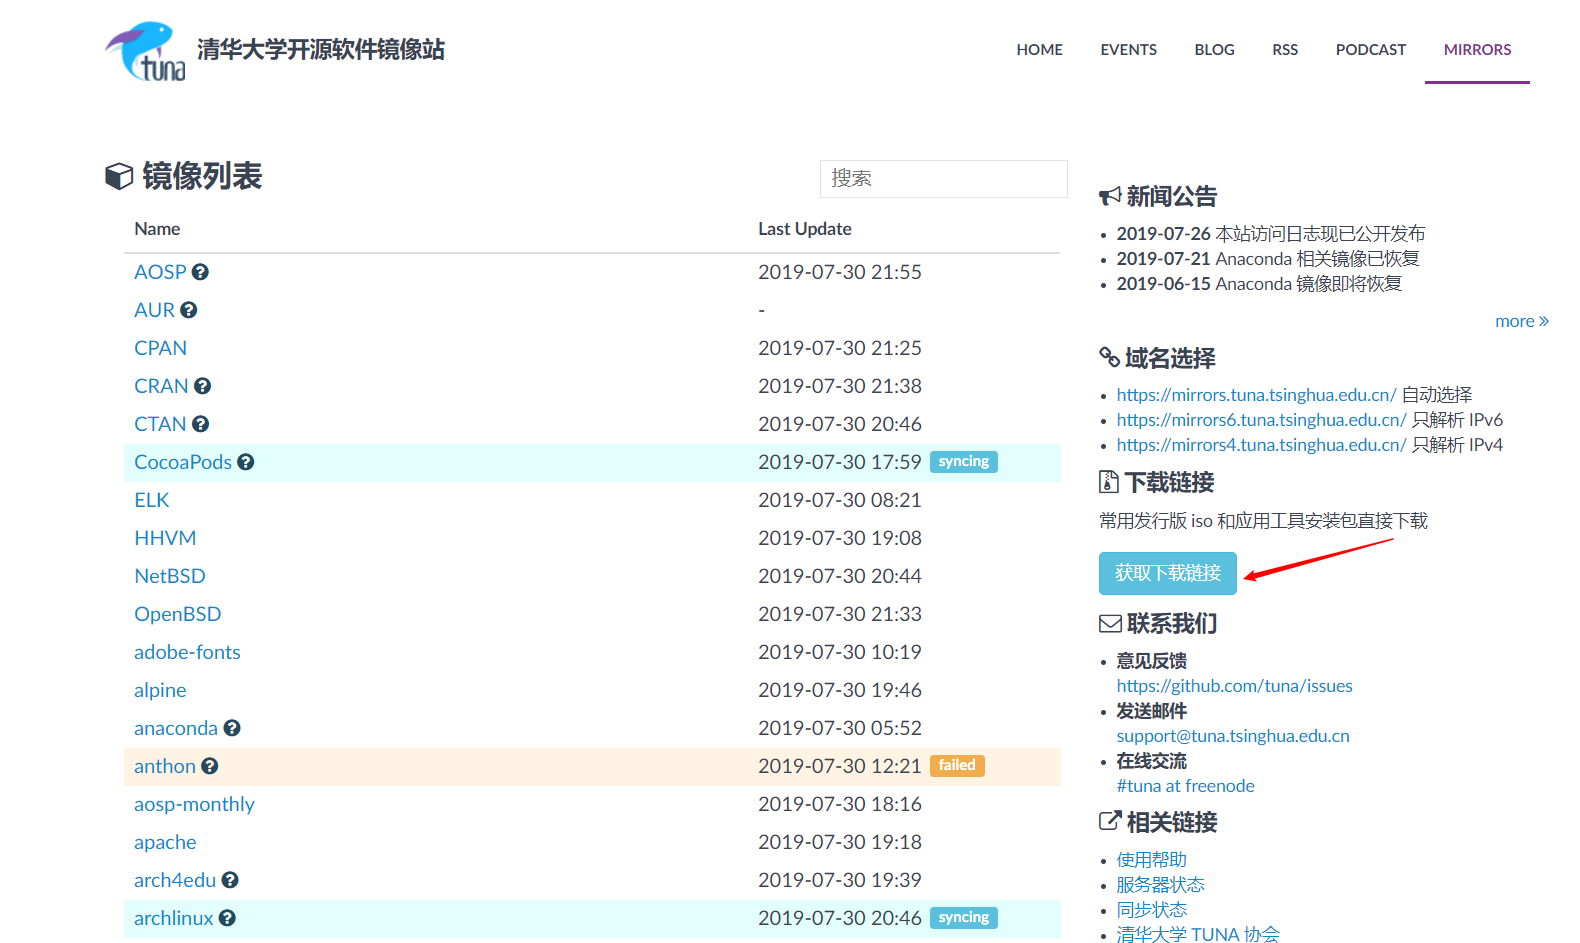 tuna
清华大学开源软件镜像站
HOME EVENTS BLOG RSS PODCAST MIRRORS
镜像列表
搜索
Name Last Update
AOSP 2019-07-30 21:55
AUR -
CPAN 2019-07-30 21:25
CRAN 2019-07-30 21:38
CTAN 2019-07-30 20:46
CocoaPods 2019-07-30 17:59 syncing
ELK 2019-07-30 08:21
HHVM 2019-07-30 19:08
NetBSD 2019-07-30 20:44
OpenBSD 2019-07-30 21:33
adobe-fonts 2019-07-30 10:19
alpine 2019-07-30 19:46
anaconda 2019-07-30 05:52
anthon 2019-07-30 12:21 failed
aosp-monthly 2019-07-30 18:16
apache 2019-07-30 19:18
arch4edu 2019-07-30 19:39
archlinux 2019-07-30 20:46 syncing
新闻公告
2019-07-26 本站访问日志现已公开发布
2019-07-21 Anaconda 相关镜像已恢复
2019-06-15 Anaconda 镜像即将恢复
more »
域名选择
https://mirrors.tuna.tsinghua.edu.cn/ 自动选择
https://mirrors6.tuna.tsinghua.edu.cn/ 只解析 IPv6
https://mirrors4.tuna.tsinghua.edu.cn/ 只解析 IPv4
下载链接
常用发行版 iso 和应用工具安装包直接下载
获取下载链接
联系我们
意见反馈
https://github.com/tuna/issues
发送邮件
support@tuna.tsinghua.edu.cn
在线交流
#tuna at freenode
相关链接
使用帮助
服务器状态
同步状态
清华大学 TUNA 协会